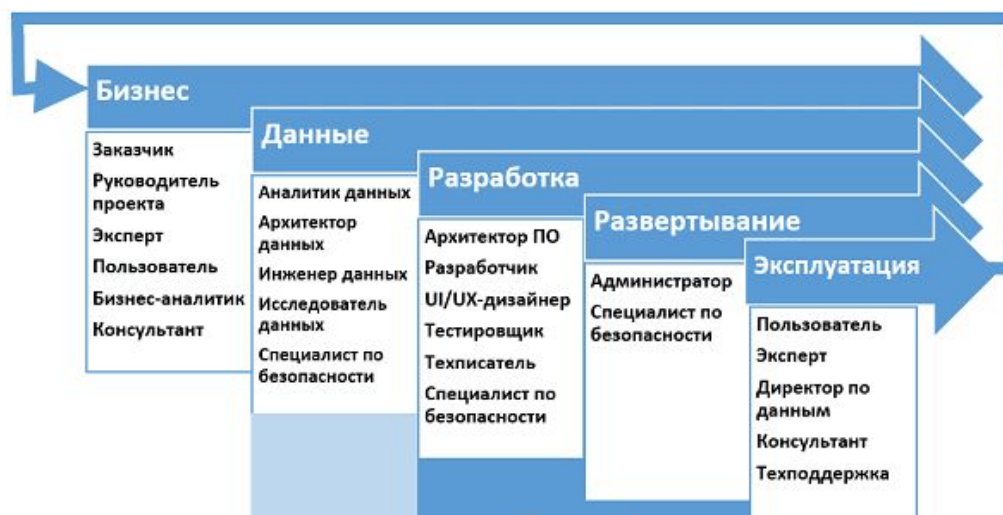 Бизнес
Заказчик
Руководитель
проекта
Эксперт
Пользователь
Бизнес-аналитик
Консультант
Данные
Аналитик данных
Архитектор
данных
Инженер данных
Исследователь
данных
Специалист по
безопасности
Разработка
Архитектор ПО
Разработчик
UI/UX-дизайнер
Тестировщик
Техписатель
Специалист по
безопасности
Развертывание
Администратор
Специалист по
безопасности
Эксплуатация
Пользователь
Эксперт
Директор по
данным
Консультант
Техподдержка